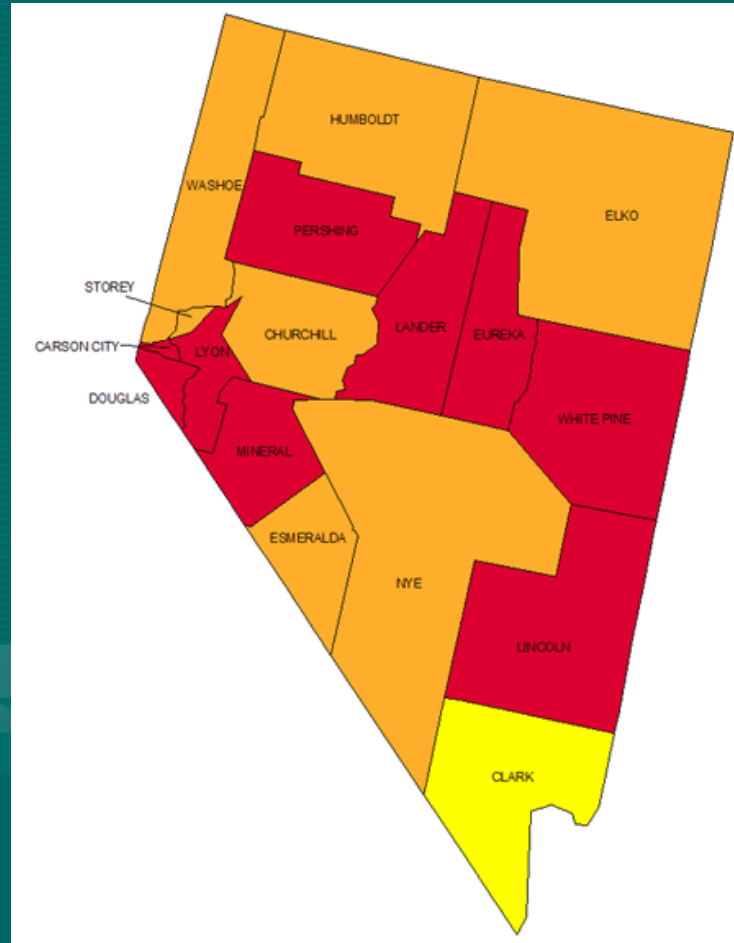 HUMBOLDT
WASHOE
ELKO
PERSHING
STOREY
LANDER
CHURCHILL
EUREKA
CARSON CITY
LYON
DOUGLAS
WHITE PINE
MINERAL
ESMERALDA
NYE
LINCOLN
CLARK